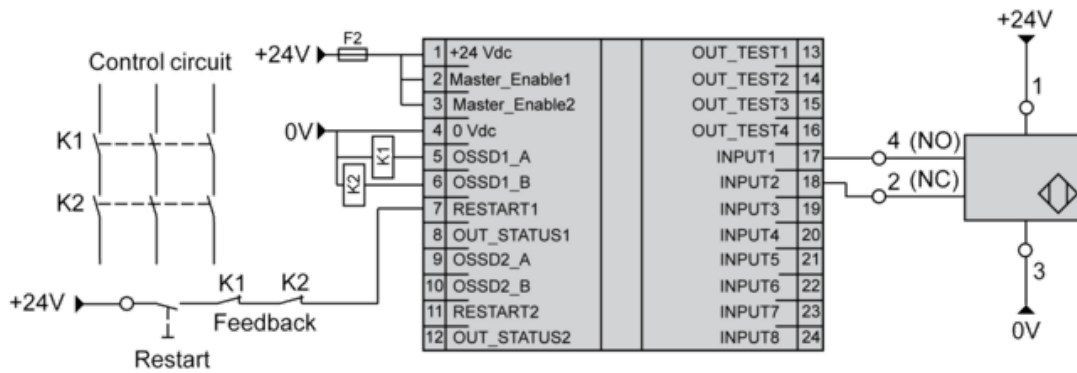 Control circuit
K1
K2
+24V
Restart
K1 K2
Feedback
+24V
F2
0V
K1
K2
1 +24 Vdc
2 Master_Enable1
3 Master_Enable2
4 0 Vdc
5 OSSD1_A
6 OSSD1_B
7 RESTART1
8 OUT_STATUS1
9 OSSD2_A
10 OSSD2_B
11 RESTART2
12 OUT_STATUS2
OUT_TEST1 13
OUT_TEST2 14
OUT_TEST3 15
OUT_TEST4 16
INPUT1 17
INPUT2 18
INPUT3 19
INPUT4 20
INPUT5 21
INPUT6 22
INPUT7 23
INPUT8 24
4 (NO)
2 (NC)
+24V
1
3
0V